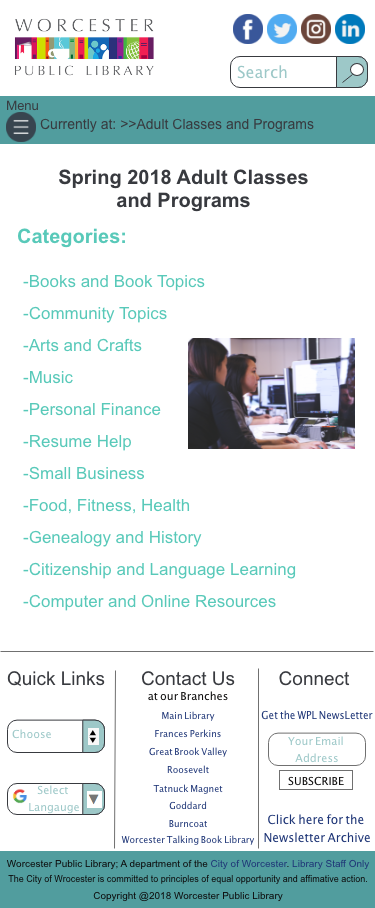 WORCESTER
PUBLIC LIBRARY
Search
Menu
Currently at: >>Adult Classes and Programs
Spring 2018 Adult Classes
and Programs
Categories:
-Books and Book Topics
-Community Topics
-Arts and Crafts
-Music
-Personal Finance
-Resume Help
-Small Business
-Food, Fitness, Health
-Genealogy and History
-Citizenship and Language Learning
-Computer and Online Resources
Quick Links
Choose
Select
Langauge
Contact Us
at our Branches
Main Library
Frances Perkins
Great Brook Valley
Roosevelt
Tatnuck Magnet
Goddard
Burncoat
Worcester Talking Book Library
Connect
Get the WPL NewsLetter
Your Email
Address
SUBSCRIBE
Click here for the
Newsletter Archive
Worcester Public Library; A department of the City of Worcester. Library Staff Only
The City of Wrocester is committed to principles of equal opportunity and affirmative action.
Copyright @2018 Worcester Public Library